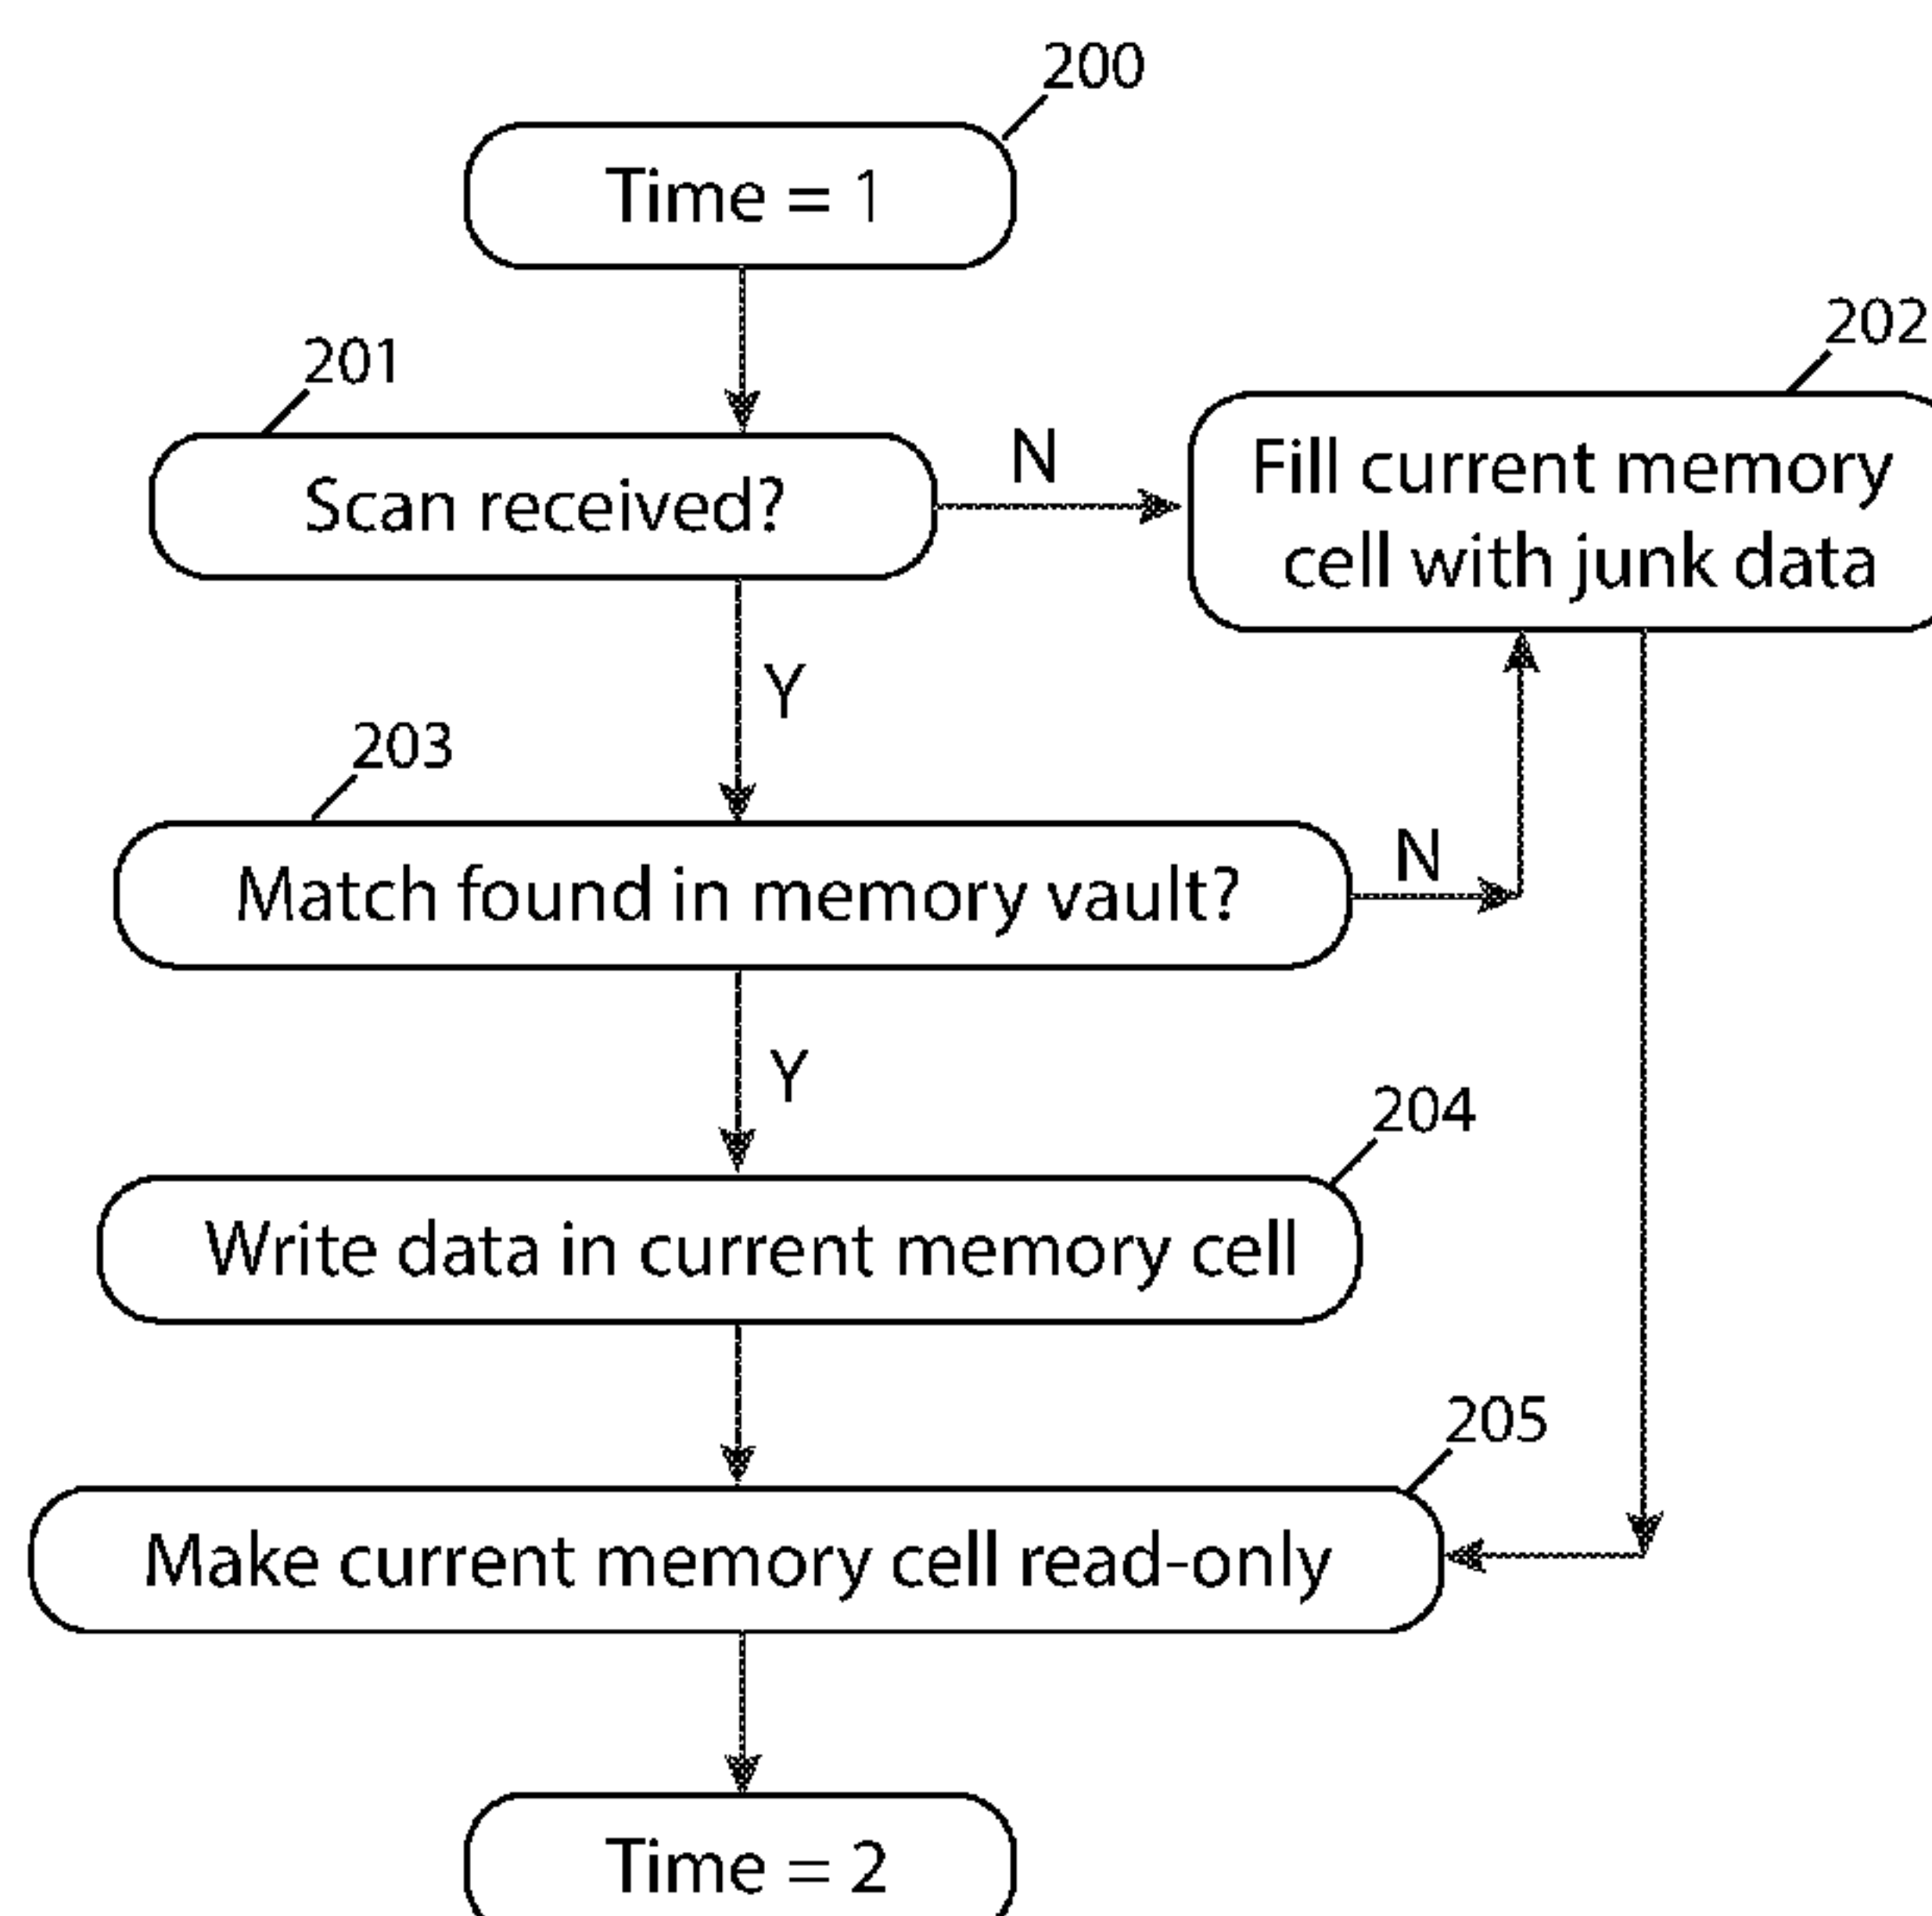 200
Time = 1
201
202
Scan received?
N
Fill current memory
cell with junk data
Y
203
Match found in memory vault?
N
Y
204
Write data in current memory cell
205
Make current memory cell read-only
Time = 2